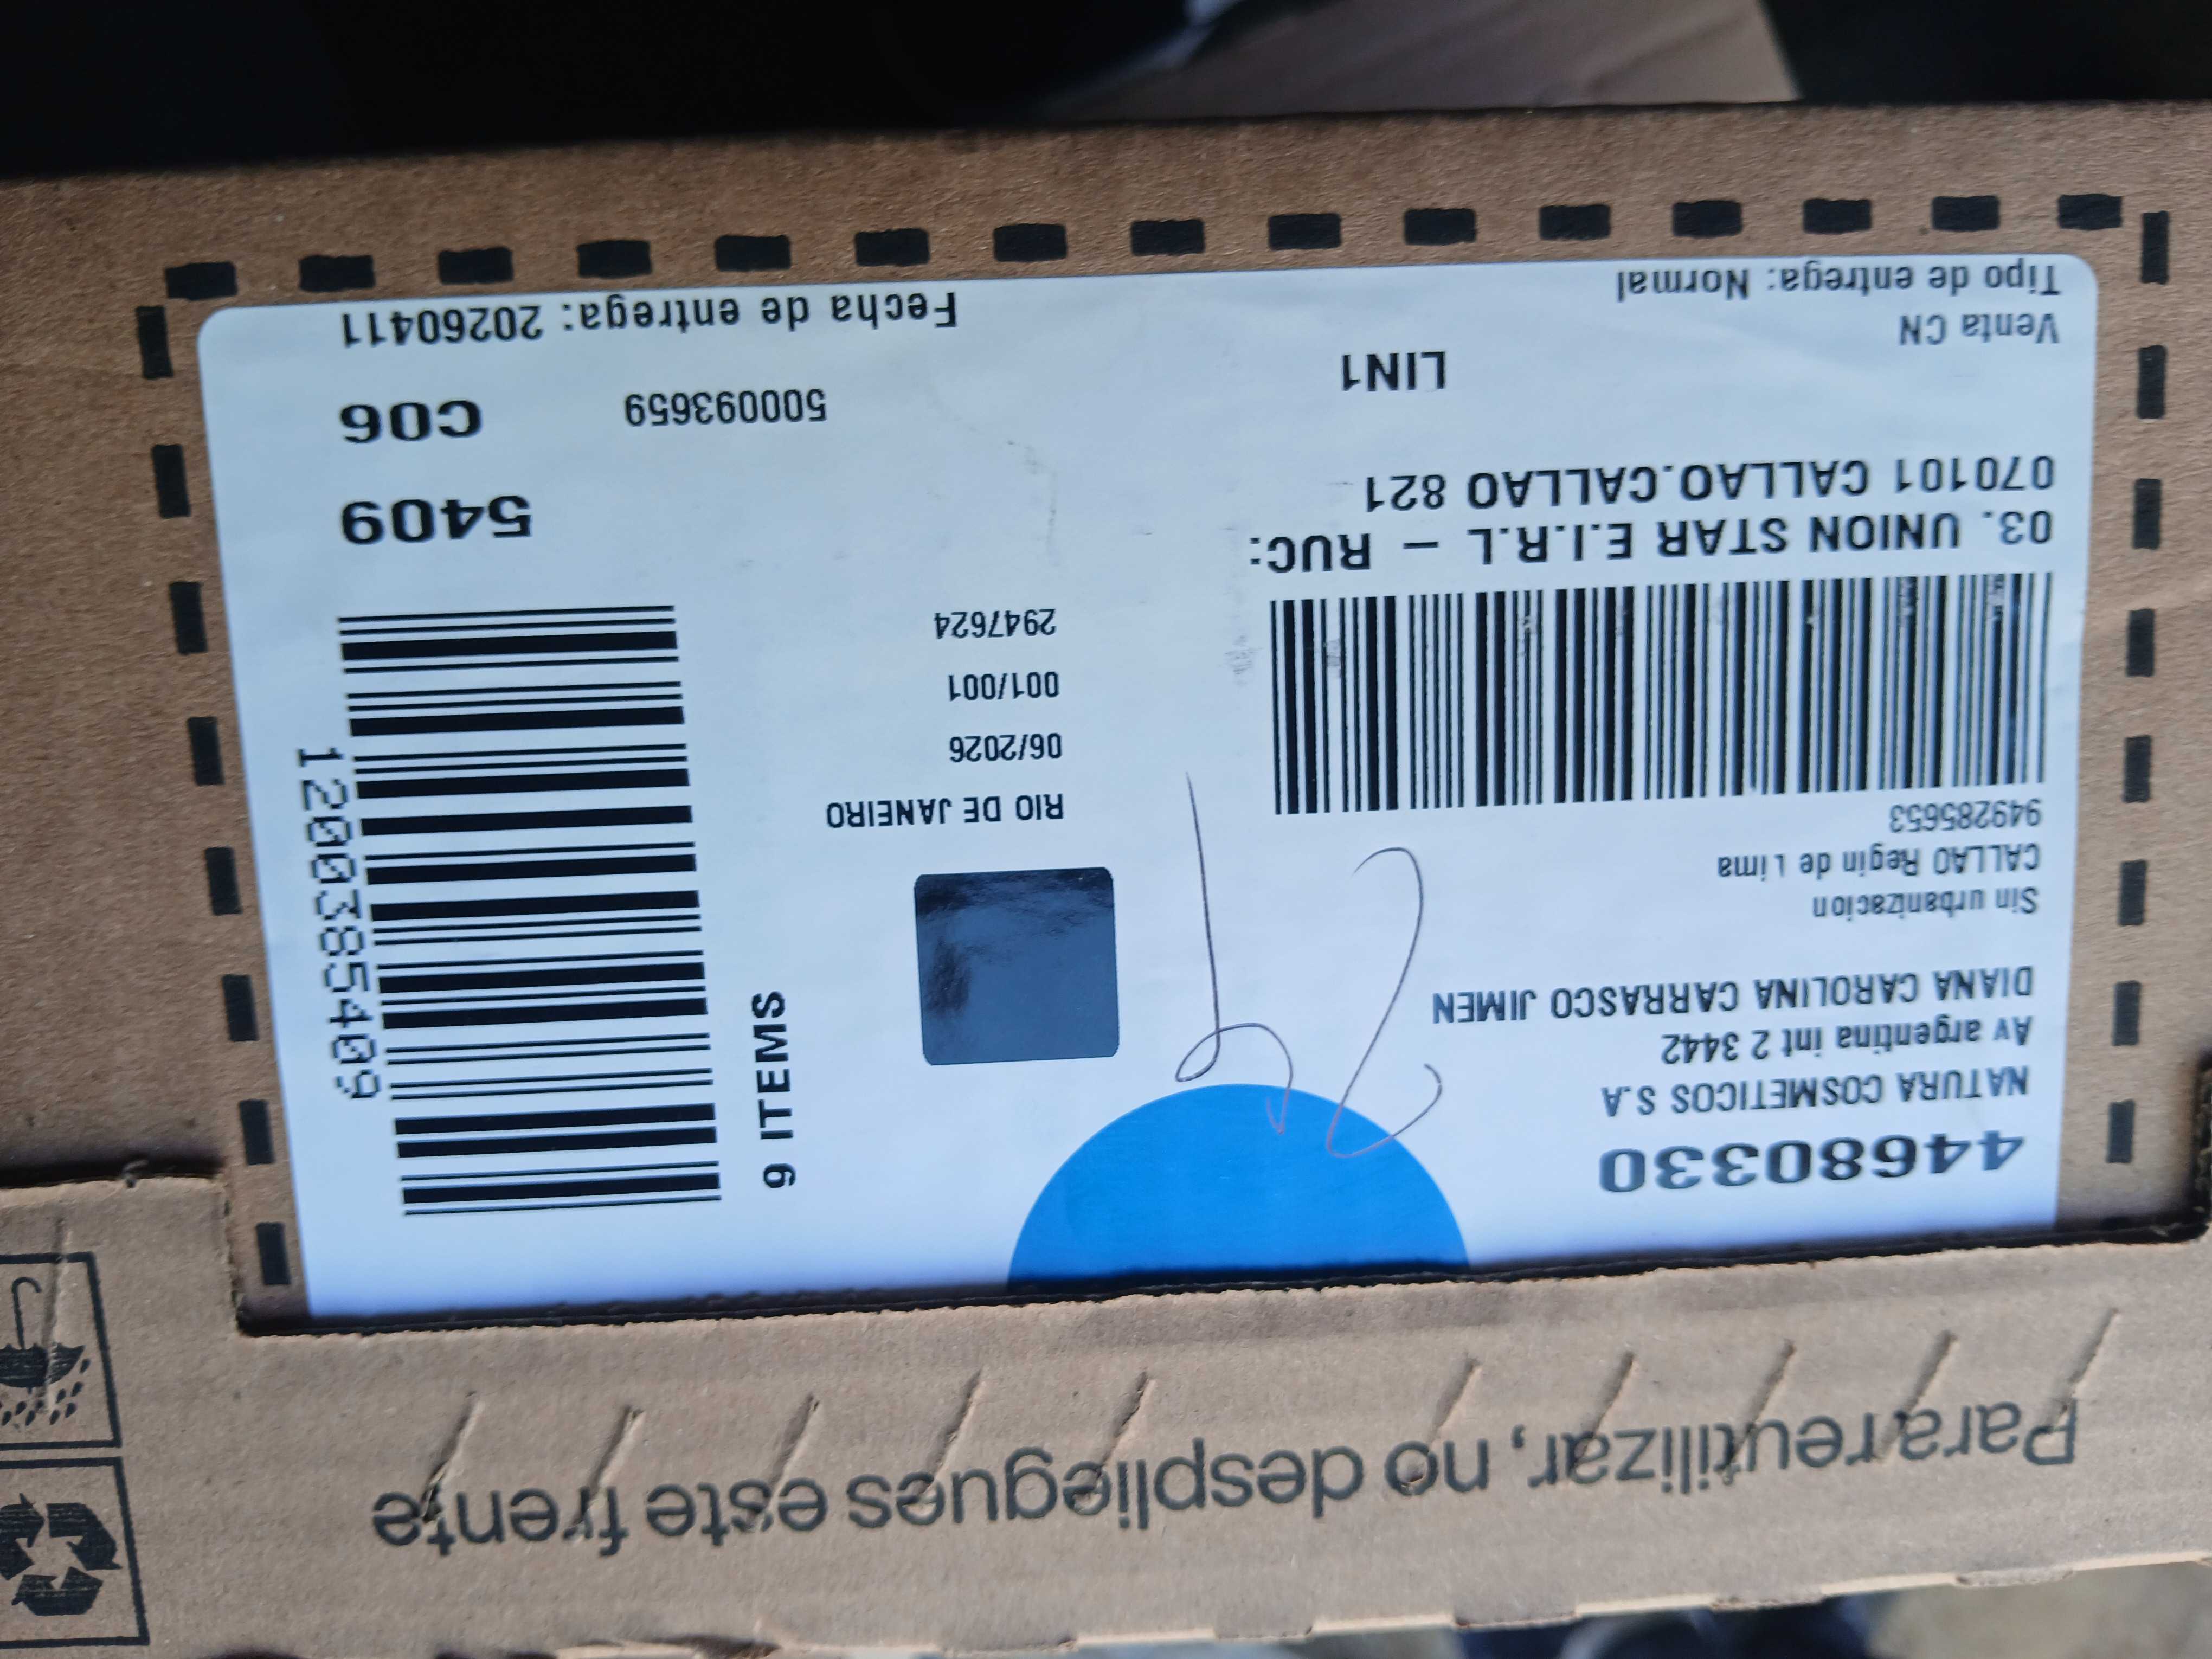 Para reutilizar, no despliegues este frente
44680330
NATURA COSMETICOS S.A
Av argentina int 2 3442
DIANA CAROLINA CARRASCO JIMEN
Sin urbanizacion
CALLAO Regin de Lima
949285653
03. UNION STAR E.I.R.L – RUC:
070101 CALLAO.CALLAO 821
LIN1
Venta CN
Tipo de entrega: Normal
RIO DE JANEIRO
06/2026
001/001
2947624
9 ITEMS
1200385409
5409
500093659
C06
Fecha de entrega: 20260411